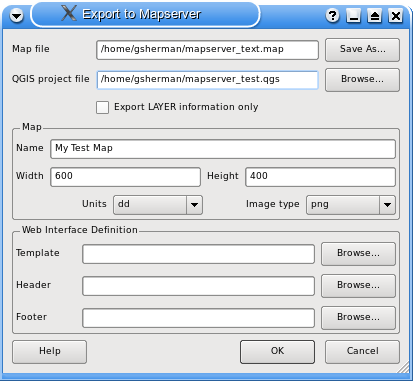 Export to Mapserver
Map file /home/gsherman/mapserver_text.map Save As...
QGIS project file /home/gsherman/mapserver_test.qgs Browse...
Export LAYER information only
Map
Name My Test Map
Width 600 Height 400
Units dd Image type png
Web Interface Definition
Template Browse...
Header Browse...
Footer Browse...
Help OK Cancel